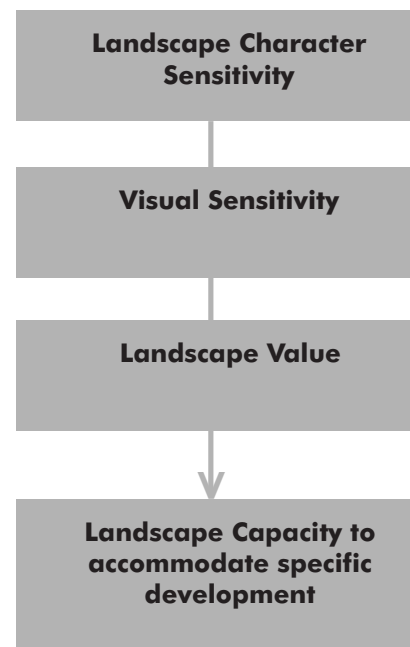 Landscape Character
Sensitivity
Visual Sensitivity
Landscape Value
Landscape Capacity to
accommodate specific
development